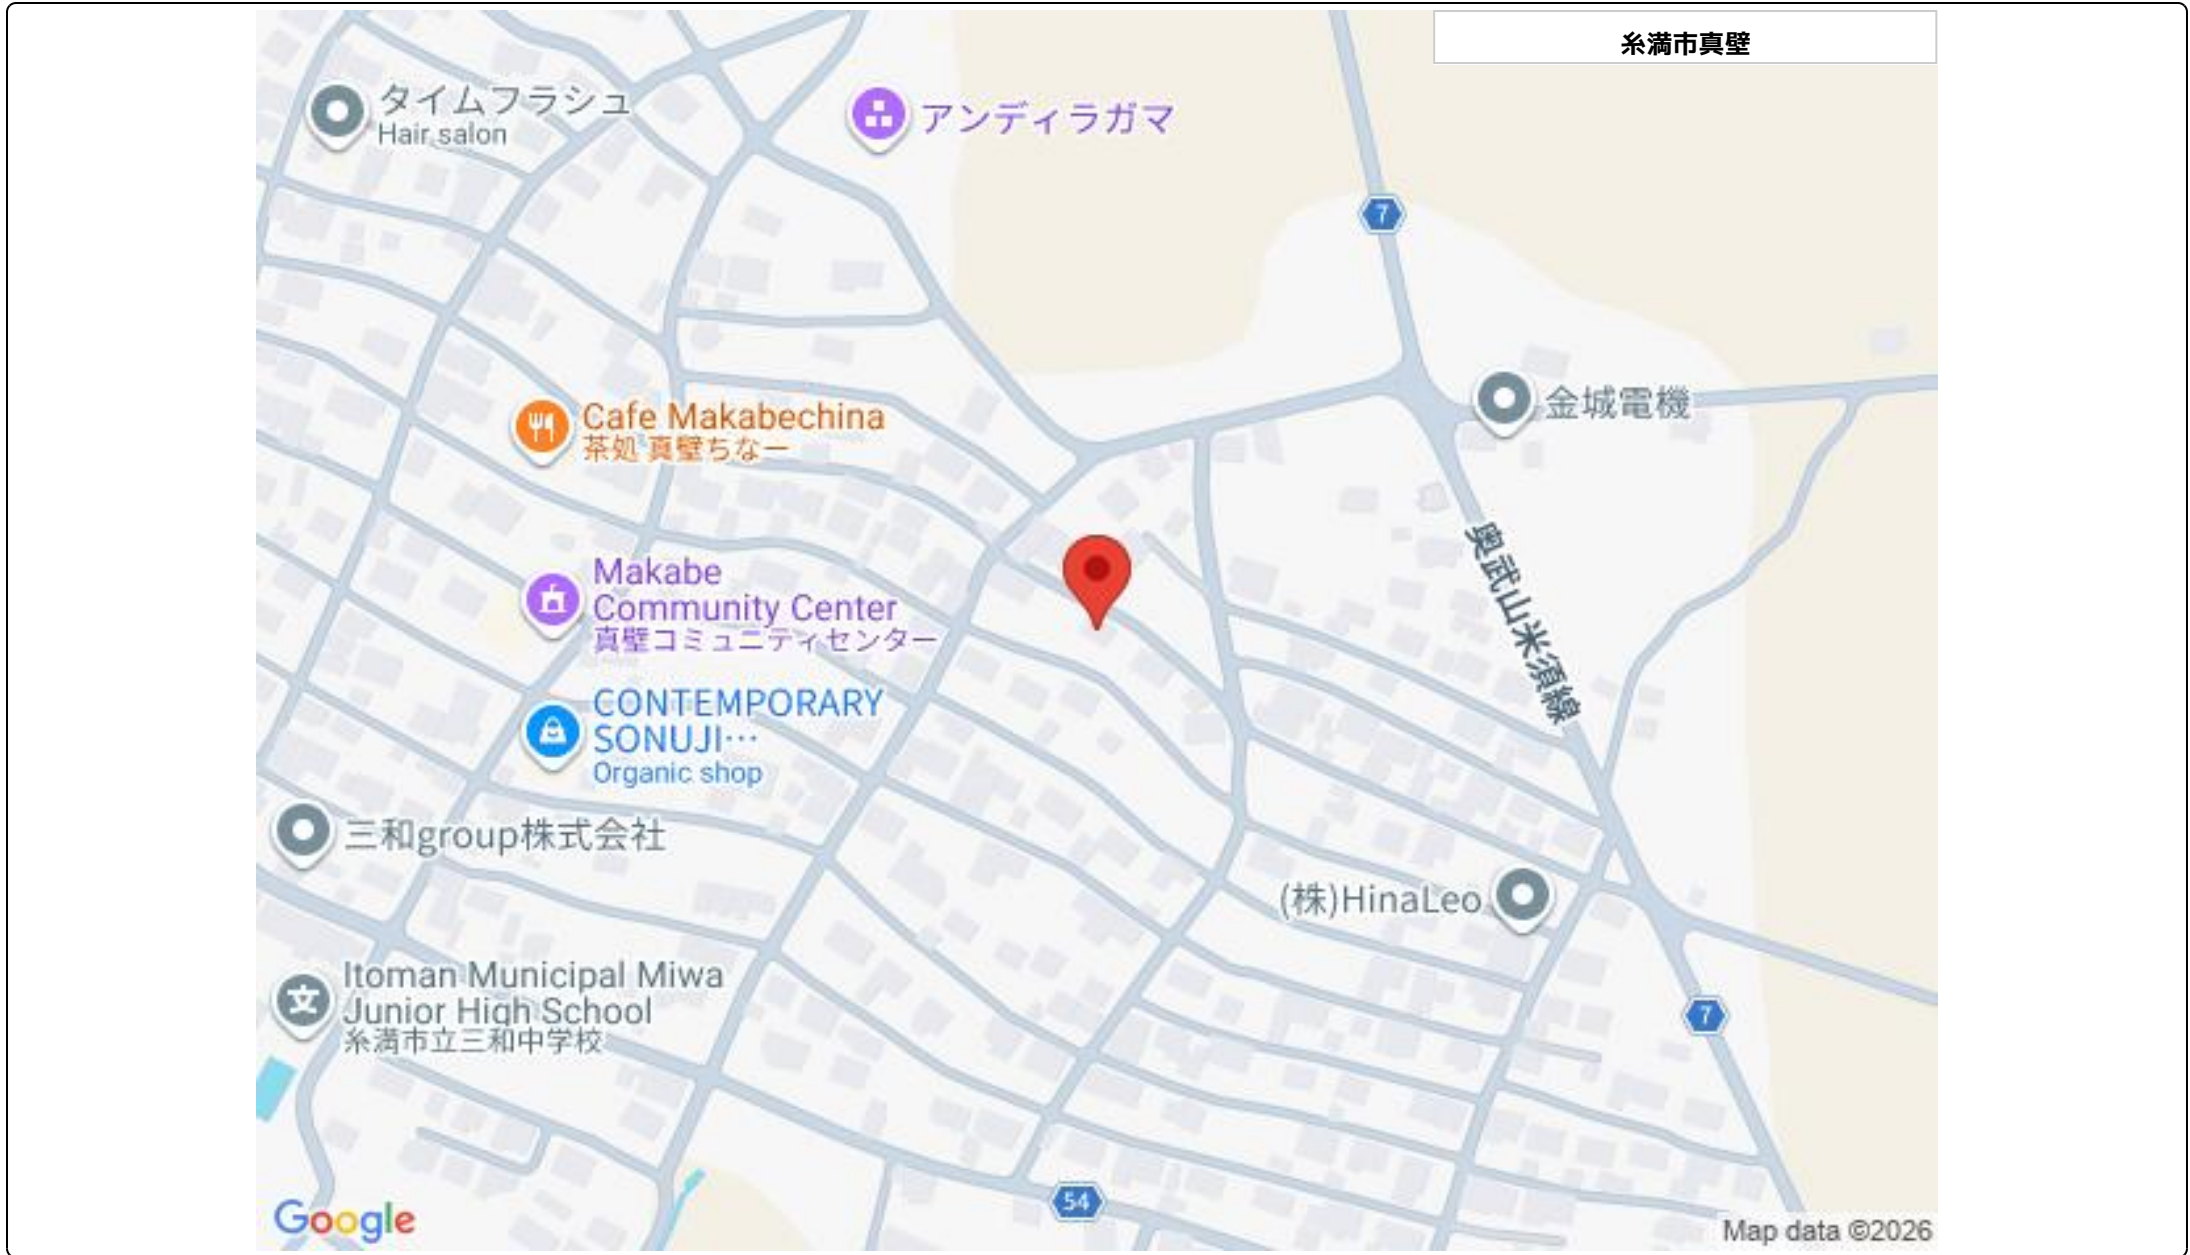 糸満市真壁
タイムフラシュ
Hair salon
アンディラガマ
7
金城電機
Cafe Makabechina
茶処 真壁ちなー
奥武山米須線
Makabe
Community Center
真壁コミュニティセンター
CONTEMPORARY
SONUJI…
Organic shop
三和group株式会社
(株)HinaLeo
Itoman Municipal Miwa
Junior High School
糸満市立三和中学校
7
54
Google
Map data ©2026